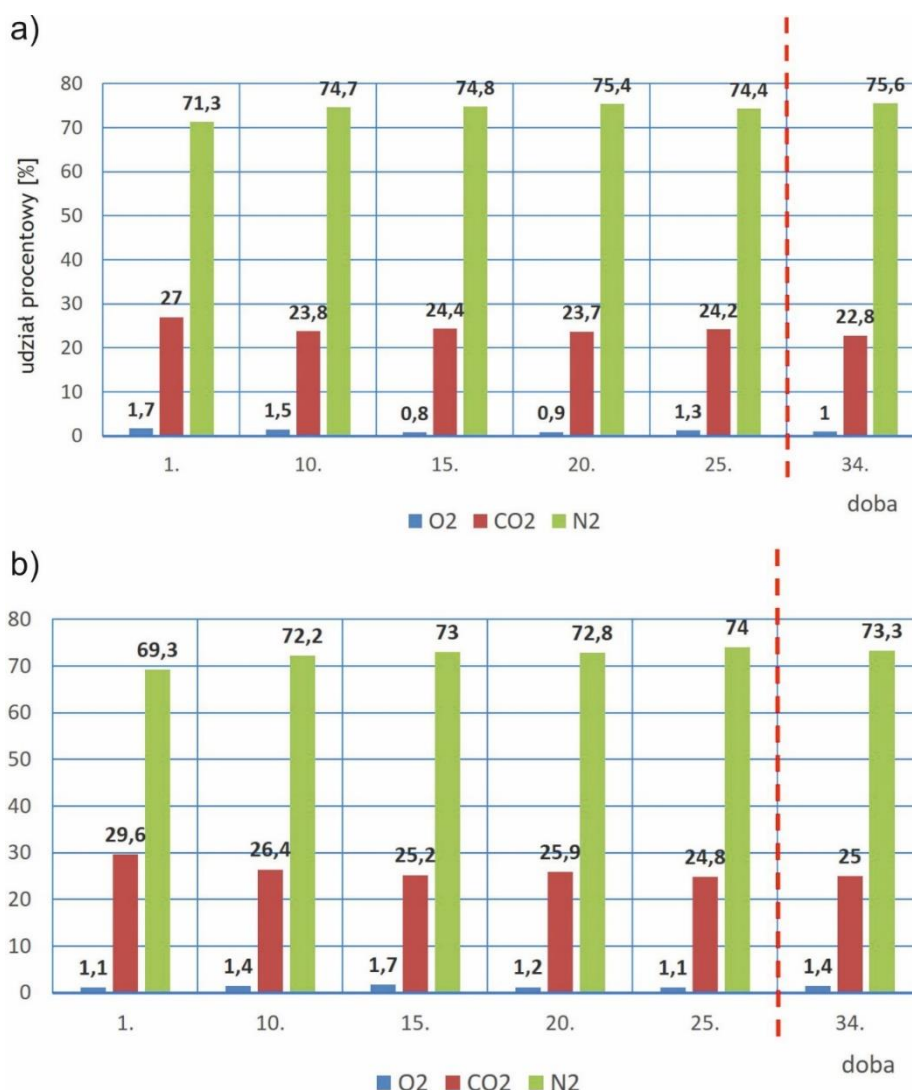 a)
udział procentowy [%]
80
70
60
50
40
30
20
10
0
1,7 27 71,3
1,5 23,8 74,7
0,8 24,4 74,8
0,9 23,7 75,4
1,3 24,2 74,4
1 22,8 75,6
1. 10. 15. 20. 25. 34.
doba
O2 CO2 N2
b)
80
70
60
50
40
30
20
10
0
1,1 29,6 69,3
1,4 26,4 72,2
1,7 25,2 73
1,2 25,9 72,8
1,1 24,8 74
1,4 25 73,3
1. 10. 15. 20. 25. 34.
doba
O2 CO2 N2